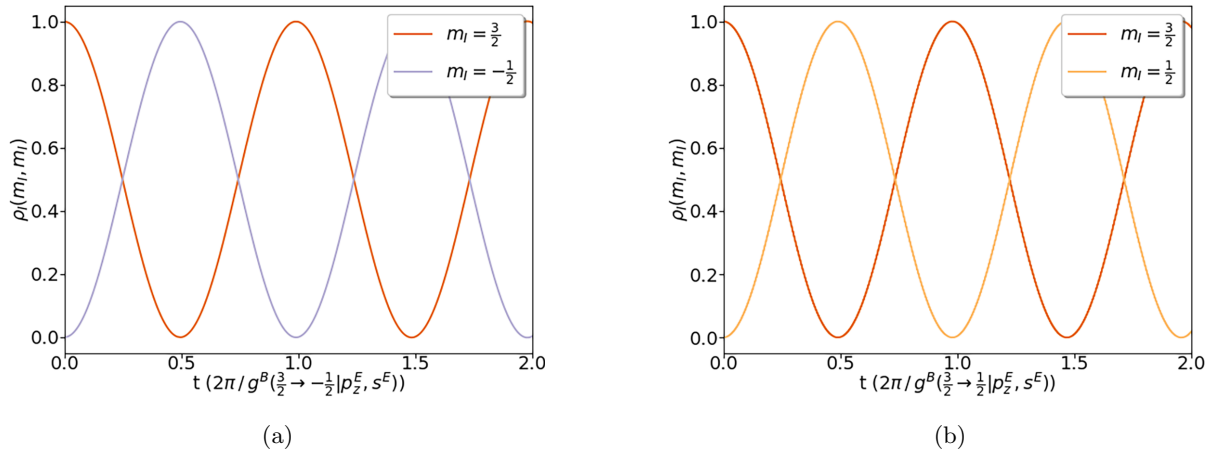 1.0
0.8
0.6
0.4
0.2
0.0
ρ_I(m_I, m_I)
m_I = 3/2
m_I = −1/2
0.0 0.5 1.0 1.5 2.0
t (2π / g^B(3/2 → −1/2|p_z^E, s^E))
(a)
1.0
0.8
0.6
0.4
0.2
0.0
ρ_I(m_I, m_I)
m_I = 3/2
m_I = 1/2
0.0 0.5 1.0 1.5 2.0
t (2π / g^B(3/2 → 1/2|p_z^E, s^E))
(b)